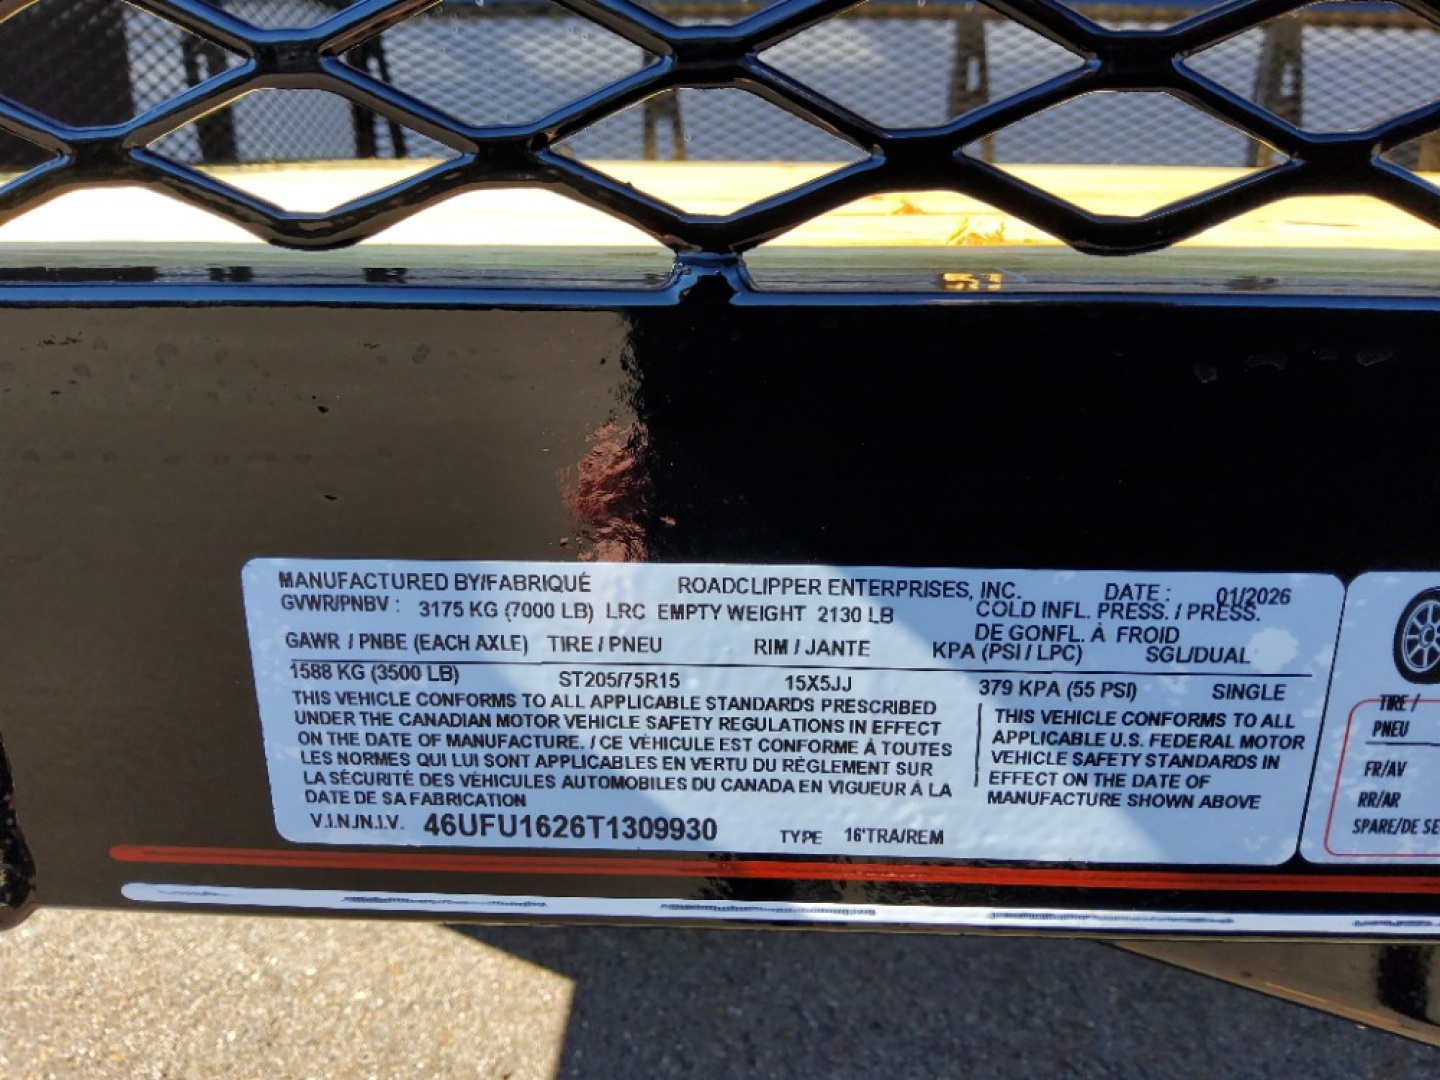 MANUFACTURED BY/FABRIQUÉ ROADCLIPPER ENTERPRISES, INC. DATE : 01/2026
GVWR/PNBV : 3175 KG (7000 LB) LRC EMPTY WEIGHT 2130 LB COLD INFL. PRESS. / PRESS.
DE GONFL. À FROID
GAWR / PNBE (EACH AXLE) TIRE / PNEU RIM / JANTE KPA (PSI / LPC) SGL/DUAL
1588 KG (3500 LB) ST205/75R15 15X5JJ 379 KPA (55 PSI) SINGLE
THIS VEHICLE CONFORMS TO ALL APPLICABLE STANDARDS PRESCRIBED
UNDER THE CANADIAN MOTOR VEHICLE SAFETY REGULATIONS IN EFFECT
ON THE DATE OF MANUFACTURE. / CE VÉHICULE EST CONFORME À TOUTES
LES NORMES QUI LUI SONT APPLICABLES EN VERTU DU RÈGLEMENT SUR
LA SÉCURITÉ DES VÉHICULES AUTOMOBILES DU CANADA EN VIGUEUR À LA
DATE DE SA FABRICATION
THIS VEHICLE CONFORMS TO ALL
APPLICABLE U.S. FEDERAL MOTOR
VEHICLE SAFETY STANDARDS IN
EFFECT ON THE DATE OF
MANUFACTURE SHOWN ABOVE
V.I.N./N.I.V. 46UFU1626T1309930 TYPE 16'TRA/REM
TIRE /
PNEU
FR/AV
RR/AR
SPARE/DE SE